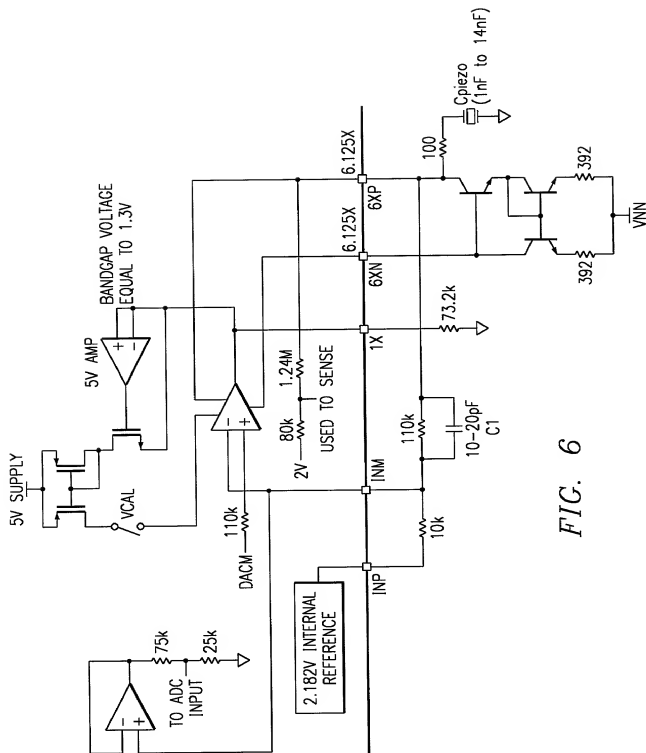 5V SUPPLY
5V AMP
BANDGAP VOLTAGE
EQUAL TO 1.3V
VCAL
+
−
75k
TO ADC
INPUT
25k
−
+
DACM
110k
−
+
2V
80k
1.24M
USED TO SENSE
2.182V INTERNAL
REFERENCE
INP
INM
1X
6XN
6.125X
6XP
6.125X
10k
110k
10–20pF
C1
73.2k
100
Cpiezo
(1nF to 14nF)
392
392
VNN
FIG. 6